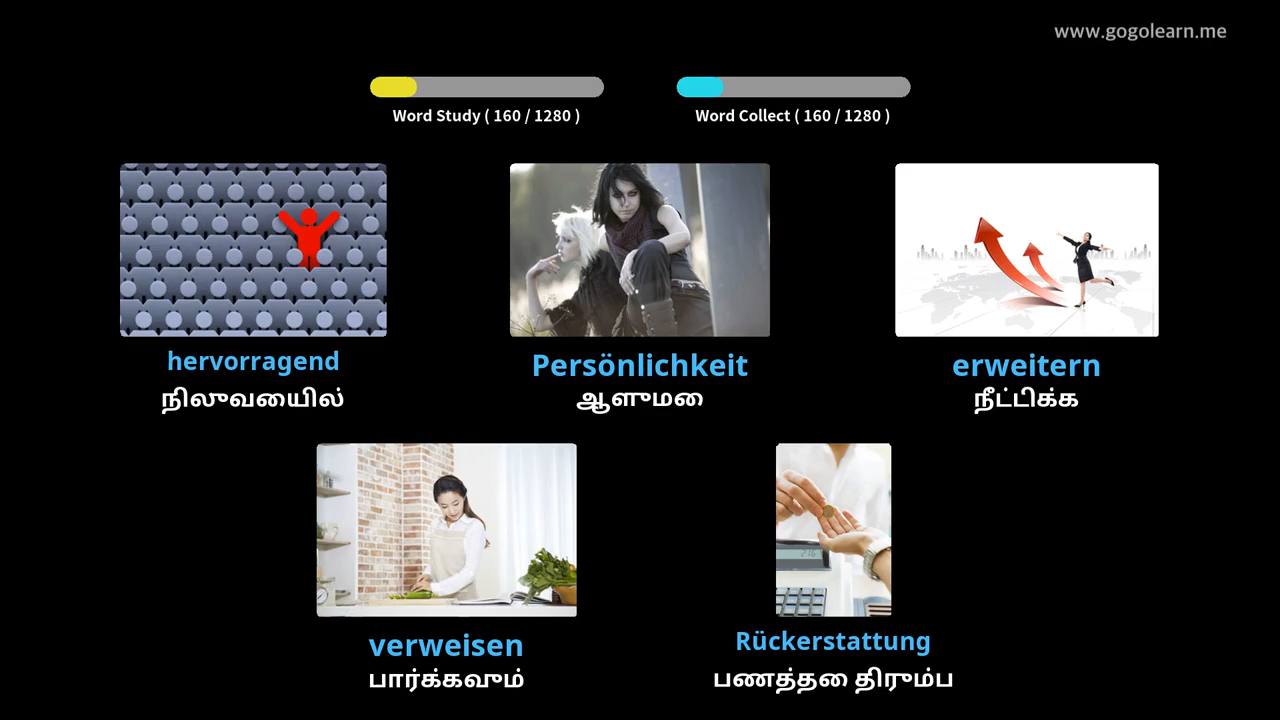 www.gogolearn.me
Word Study ( 160 / 1280 )
Word Collect ( 160 / 1280 )
hervorragend
நிலுவையில்
Persönlichkeit
ஆளுமை
erweitern
நீட்டிக்க
verweisen
பார்க்கவும்
Rückerstattung
பணத்தை திரும்ப